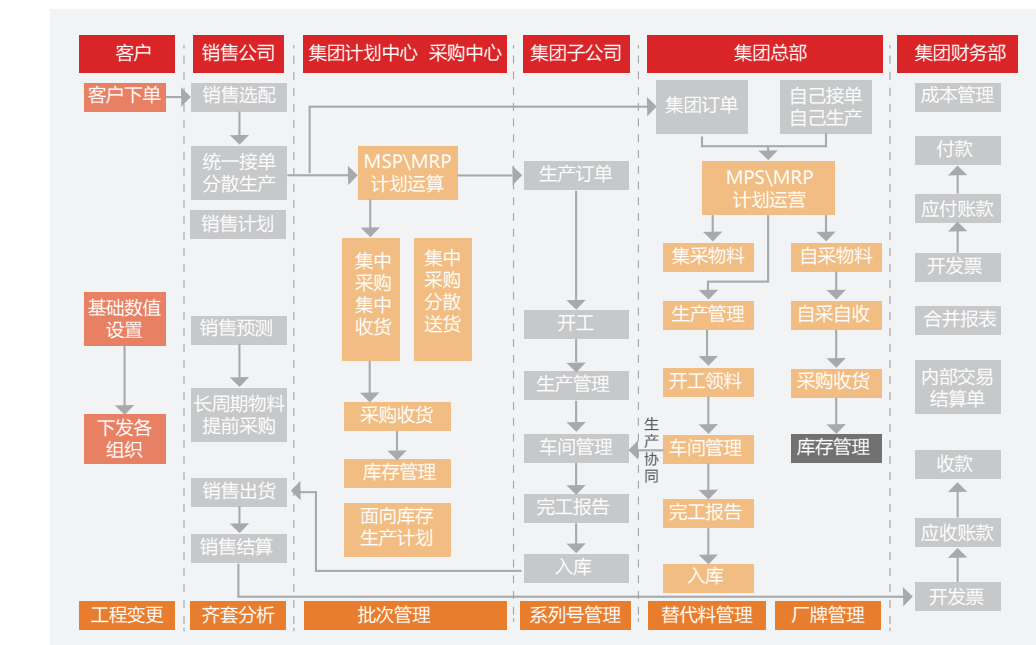 客户
销售公司
集团计划中心 采购中心
集团子公司
集团总部
集团财务部
客户下单
基础数值
设置
下发各
组织
销售选配
统一接单
分散生产
销售计划
销售预测
长周期物料
提前采购
销售出货
销售结算
MSP\MRP
计划运算
集中
采购
集中
收货
集中
采购
分散
送货
采购收货
库存管理
面向库存
生产计划
生产订单
开工
生产管理
车间管理
完工报告
入库
生产协同
集团订单
自己接单
自己生产
MPS\MRP
计划运营
集采物料
生产管理
开工领料
车间管理
完工报告
入库
自采物料
自采自收
采购收货
库存管理
成本管理
付款
应付账款
开发票
合并报表
内部交易
结算单
收款
应收账款
开发票
工程变更
齐套分析
批次管理
系列号管理
替代料管理
厂牌管理